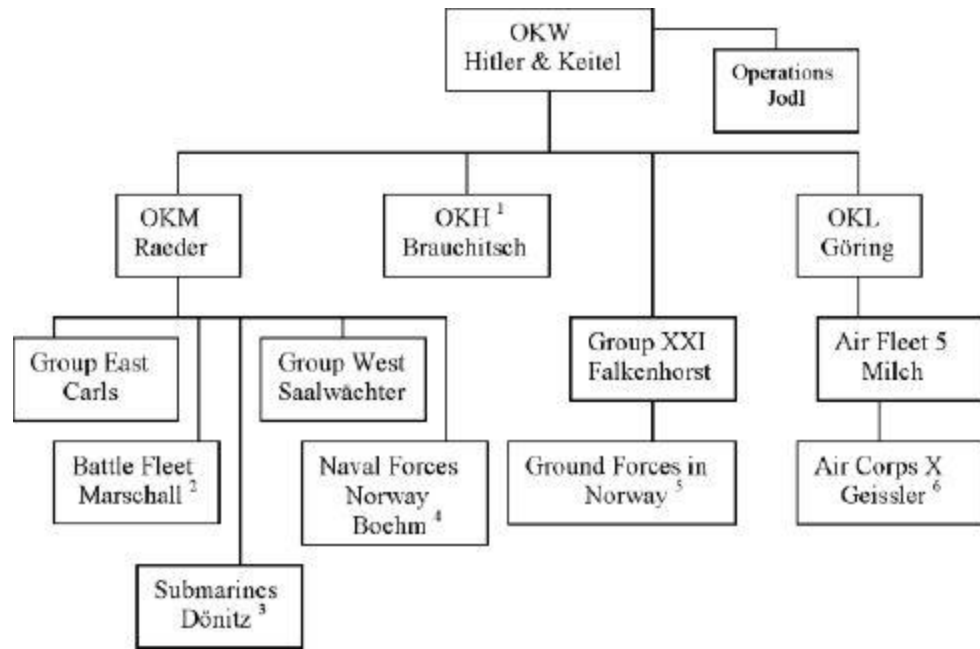 OKW
Hitler & Keitel
Operations
Jodl
OKM
Raeder
OKH 1
Brauchitsch
OKL
Göring
Group East
Carls
Group West
Saalwächter
Group XXI
Falkenhorst
Air Fleet 5
Milch
Battle Fleet
Marschall 2
Naval Forces
Norway
Boehm 4
Ground Forces in
Norway 5
Air Corps X
Geissler 6
Submarines
Dönitz 3